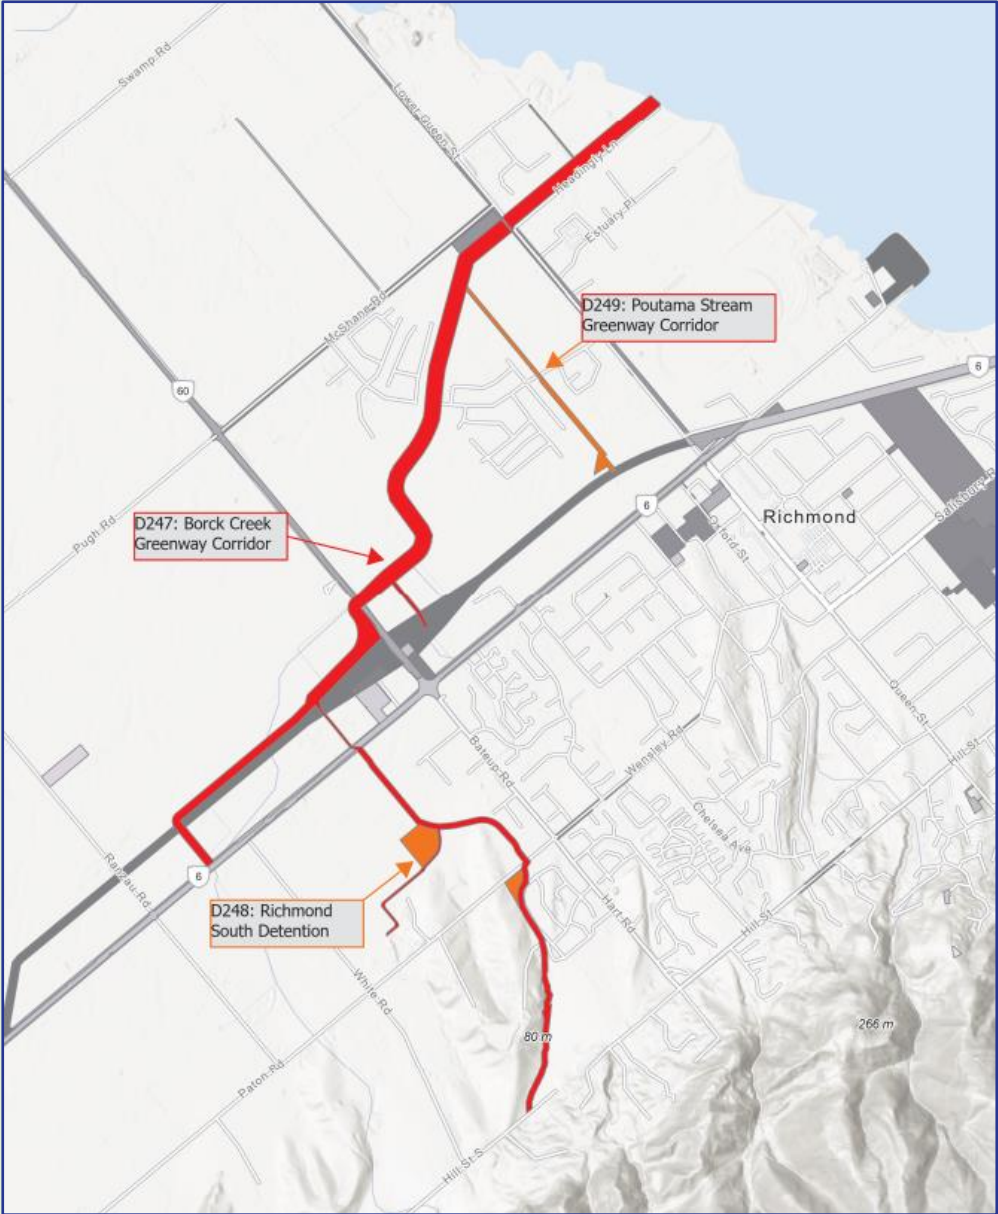 Swamp Rd
Lower Queen St
Headingly Ln
Estuary Pl
D249: Poutama Stream
Greenway Corridor
McShane Rd
6
60
Salisbury R
6
Richmond
Oxford St
D247: Borck Creek
Greenway Corridor
Pugh Rd
Queen St
Hill St
Bateup Rd
Wensley Rd
Chelsea Ave
Ranzau Rd
6
D248: Richmond
South Detention
Hart Rd
Hill St
White Rd
266 m
80 m
Paton Rd
Hill St S